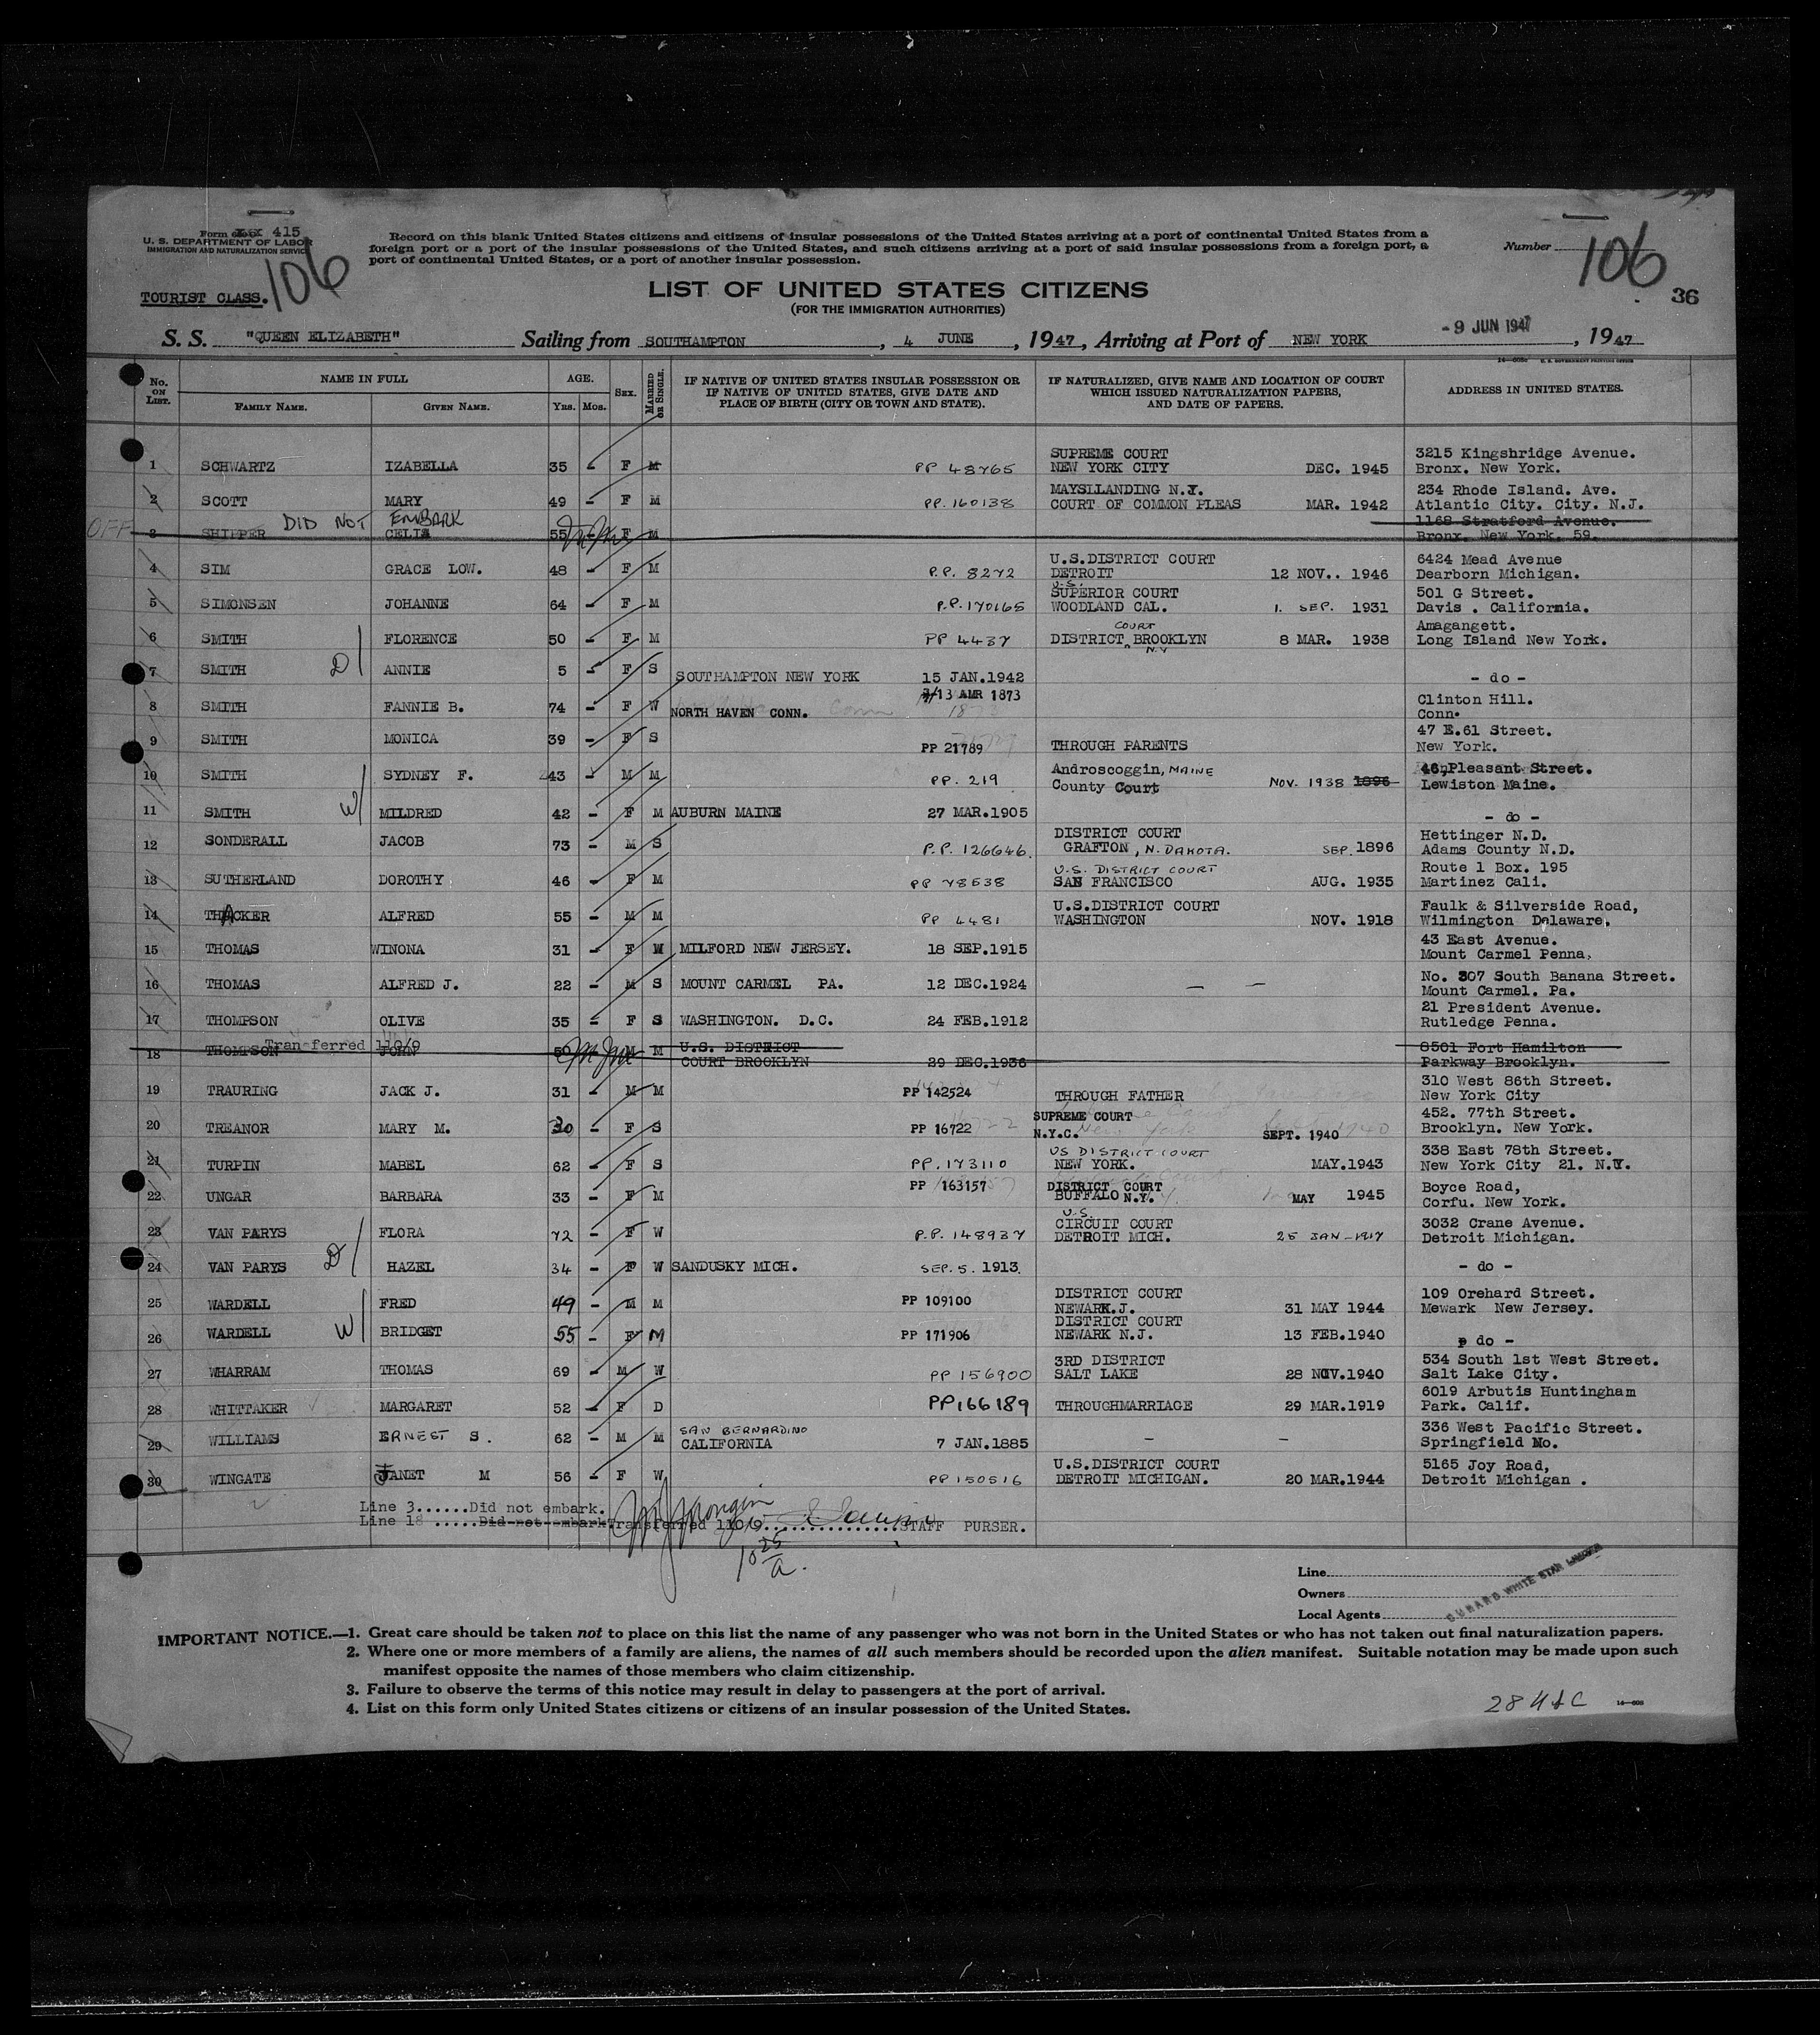 Form 415
U. S. DEPARTMENT OF LABOR
IMMIGRATION AND NATURALIZATION SERVICE
Record on this blank United States citizens and citizens of insular possessions of the United States arriving at a port of continental United States from a
foreign port or a port of the insular possessions of the United States, and such citizens arriving at a port of said insular possessions from a foreign port, a
port of continental United States, or a port of another insular possession.
Number
106
106
36
TOURIST CLASS.
LIST OF UNITED STATES CITIZENS
(FOR THE IMMIGRATION AUTHORITIES)
S. S. "QUEEN ELIZABETH" Sailing from SOUTHAMPTON, 4 JUNE, 1947, Arriving at Port of NEW YORK -9 JUN 1947, 1947
No. ON LIST. NAME IN FULL FAMILY NAME. GIVEN NAME. AGE. YRS. MOS. SEX. MARRIED OR SINGLE. IF NATIVE OF UNITED STATES INSULAR POSSESSION OR IF NATIVE OF UNITED STATES, GIVE DATE AND PLACE OF BIRTH (CITY OR TOWN AND STATE). IF NATURALIZED, GIVE NAME AND LOCATION OF COURT WHICH ISSUED NATURALIZATION PAPERS, AND DATE OF PAPERS. ADDRESS IN UNITED STATES.
1 SCHWARTZ IZABELLA 35 - F M PP 48765 SUPREME COURT NEW YORK CITY DEC. 1945 3215 Kingsbridge Avenue. Bronx. New York.
2 SCOTT MARY 49 - F M PP.160138 MAYSLLANDING N.J. COURT OF COMMON PLEAS MAR. 1942 234 Rhode Island. Ave. Atlantic City. City. N.J.
OFF 3 SHIPPER DID NOT EMBARK CELIA 55 - F M 1168 Stratford Avenue. Bronx. New York. 59.
4 SIM GRACE LOW. 48 - F M P.P. 8272 U.S.DISTRICT COURT DETROIT 12 NOV.. 1946 6424 Mead Avenue Dearborn Michigan.
5 SIMONSEN JOHANNE 64 - F M P.P.170165 U.S. SUPERIOR COURT WOODLAND CAL. 1. SEP. 1931 501 G Street. Davis . California.
6 SMITH FLORENCE 50 - F M PP 4437 DISTRICT COURT BROOKLYN N.Y 8 MAR. 1938 Amagangett. Long Island New York.
7 SMITH D ANNIE 5 - F S SOUTHAMPTON NEW YORK 15 JAN.1942 - do -
8 SMITH FANNIE B. 74 - F W NORTH HAVEN CONN. 13 AMR 1873 Clinton Hill. Conn.
9 SMITH MONICA 39 - F S PP 21789 THROUGH PARENTS 47 E.61 Street. New York.
10 SMITH SYDNEY F. 43 - M M PP. 219 Androscoggin, MAINE County Court NOV. 1938 1896 46,Pleasant Street. Lewiston Maine.
11 SMITH W MILDRED 42 - F M AUBURN MAINE 27 MAR.1905 - do -
12 SONDERALL JACOB 73 - M S P.P. 126646. DISTRICT COURT GRAFTON, N. DAKOTA. SEP. 1896 Hettinger N.D. Adams County N.D.
13 SUTHERLAND DOROTHY 46 - F M PP 78538 U.S. DISTRICT COURT SAN FRANCISCO AUG. 1935 Route 1 Box. 195 Martinez Cali.
14 THACKER ALFRED 55 - M M PP 4481 U.S.DISTRICT COURT WASHINGTON NOV. 1918 Faulk & Silverside Road, Wilmington Delaware,
15 THOMAS WINONA 31 - F M MILFORD NEW JERSEY. 18 SEP.1915 43 East Avenue. Mount Carmel Penna,
16 THOMAS ALFRED J. 22 - M S MOUNT CARMEL PA. 12 DEC.1924 - - No. 307 South Banana Street. Mount Carmel. Pa.
17 THOMPSON OLIVE 35 - F S WASHINGTON. D.C. 24 FEB.1912 21 President Avenue. Rutledge Penna.
18 THOMPSON Transferred 110/9 JOHN 50 - M M U.S. DISTRICT COURT BROOKLYN 29 DEC.1936 8501 Fort Hamilton Parkway Brooklyn.
19 TRAURING JACK J. 31 - M M PP 142524 THROUGH FATHER 310 West 86th Street. New York City
20 TREANOR MARY M. 30 - F S PP 16722 SUPREME COURT N.Y.C. SEPT. 1940 452. 77th Street. Brooklyn. New York.
21 TURPIN MABEL 62 - F S PP.173110 US DISTRICT COURT NEW YORK. MAY.1943 338 East 78th Street. New York City 21. N.Y.
22 UNGAR BARBARA 33 - F M PP 163157 DISTRICT COURT BUFFALO N.Y. MAY 1945 Boyce Road, Corfu. New York.
23 VAN PARYS FLORA 72 - F W P.P. 148937 U.S. CIRCUIT COURT DETROIT MICH. 25 JAN-1917 3032 Crane Avenue. Detroit Michigan.
24 VAN PARYS D HAZEL 34 - F W SANDUSKY MICH. SEP. 5. 1913. - do -
25 WARDELL FRED 49 - M M PP 109100 DISTRICT COURT NEWARK.J. 31 MAY 1944 109 Orehard Street. Mewark New Jersey.
26 WARDELL W BRIDGET 55 - F M PP 171906 DISTRICT COURT NEWARK N.J. 13 FEB.1940 do -
27 WHARRAM THOMAS 69 - M W PP 156900 3RD DISTRICT SALT LAKE 28 NOV.1940 534 South 1st West Street. Salt Lake City.
28 WHITTAKER MARGARET 52 - F D PP166189 THROUGHMARRIAGE 29 MAR.1919 6019 Arbutis Huntingham Park. Calif.
29 WILLIAMS ERNEST S. 62 - M M SAN BERNARDINO CALIFORNIA 7 JAN.1885 - - 336 West Pacific Street. Springfield Mo.
30 WINGATE JANET M 56 - F W PP150516 U.S.DISTRICT COURT DETROIT MICHIGAN. 20 MAR.1944 5165 Joy Road, Detroit Michigan .
Line 3......Did not embark.
Line 18 .....Did not embark Transferred 110/9................STAFF PURSER.
10 25/a.
Line
Owners
Local Agents
CUNARD WHITE STAR LIMITED
IMPORTANT NOTICE.—1. Great care should be taken not to place on this list the name of any passenger who was not born in the United States or who has not taken out final naturalization papers.
2. Where one or more members of a family are aliens, the names of all such members should be recorded upon the alien manifest. Suitable notation may be made upon such
manifest opposite the names of those members who claim citizenship.
3. Failure to observe the terms of this notice may result in delay to passengers at the port of arrival.
4. List on this form only United States citizens or citizens of an insular possession of the United States.